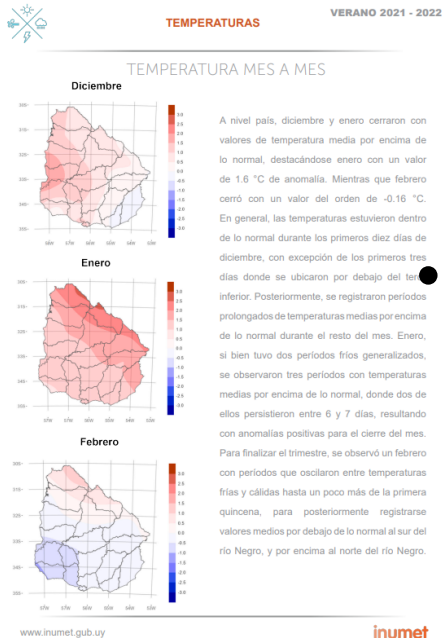 VERANO 2021 - 2022
TEMPERATURAS
TEMPERATURA MES A MES
Diciembre
Enero
Febrero
A nivel país, diciembre y enero cerraron con
valores de temperatura media por encima de
lo normal, destacándose enero con un valor
de 1.6 °C de anomalía. Mientras que febrero
cerró con un valor del orden de -0.16 °C.
En general, las temperaturas estuvieron dentro
de lo normal durante los primeros diez días de
diciembre, con excepción de los primeros tres
días donde se ubicaron por debajo del
inferior. Posteriormente, se registraron períodos
prolongados de temperaturas medias por encima
de lo normal durante el resto del mes. Enero,
si bien tuvo dos períodos fríos generalizados,
se observaron tres períodos con temperaturas
medias por encima de lo normal, donde dos de
ellos persistieron entre 6 y 7 días, resultando
con anomalías positivas para el cierre del mes.
Para finalizar el trimestre, se observó un febrero
con períodos que oscilaron entre temperaturas
frías y cálidas hasta un poco más de la primera
quincena, para posteriormente registrarse
valores medios por debajo de lo normal al sur del
río Negro, y por encima al norte del río Negro.
www.inumet.gub.uy
inumet